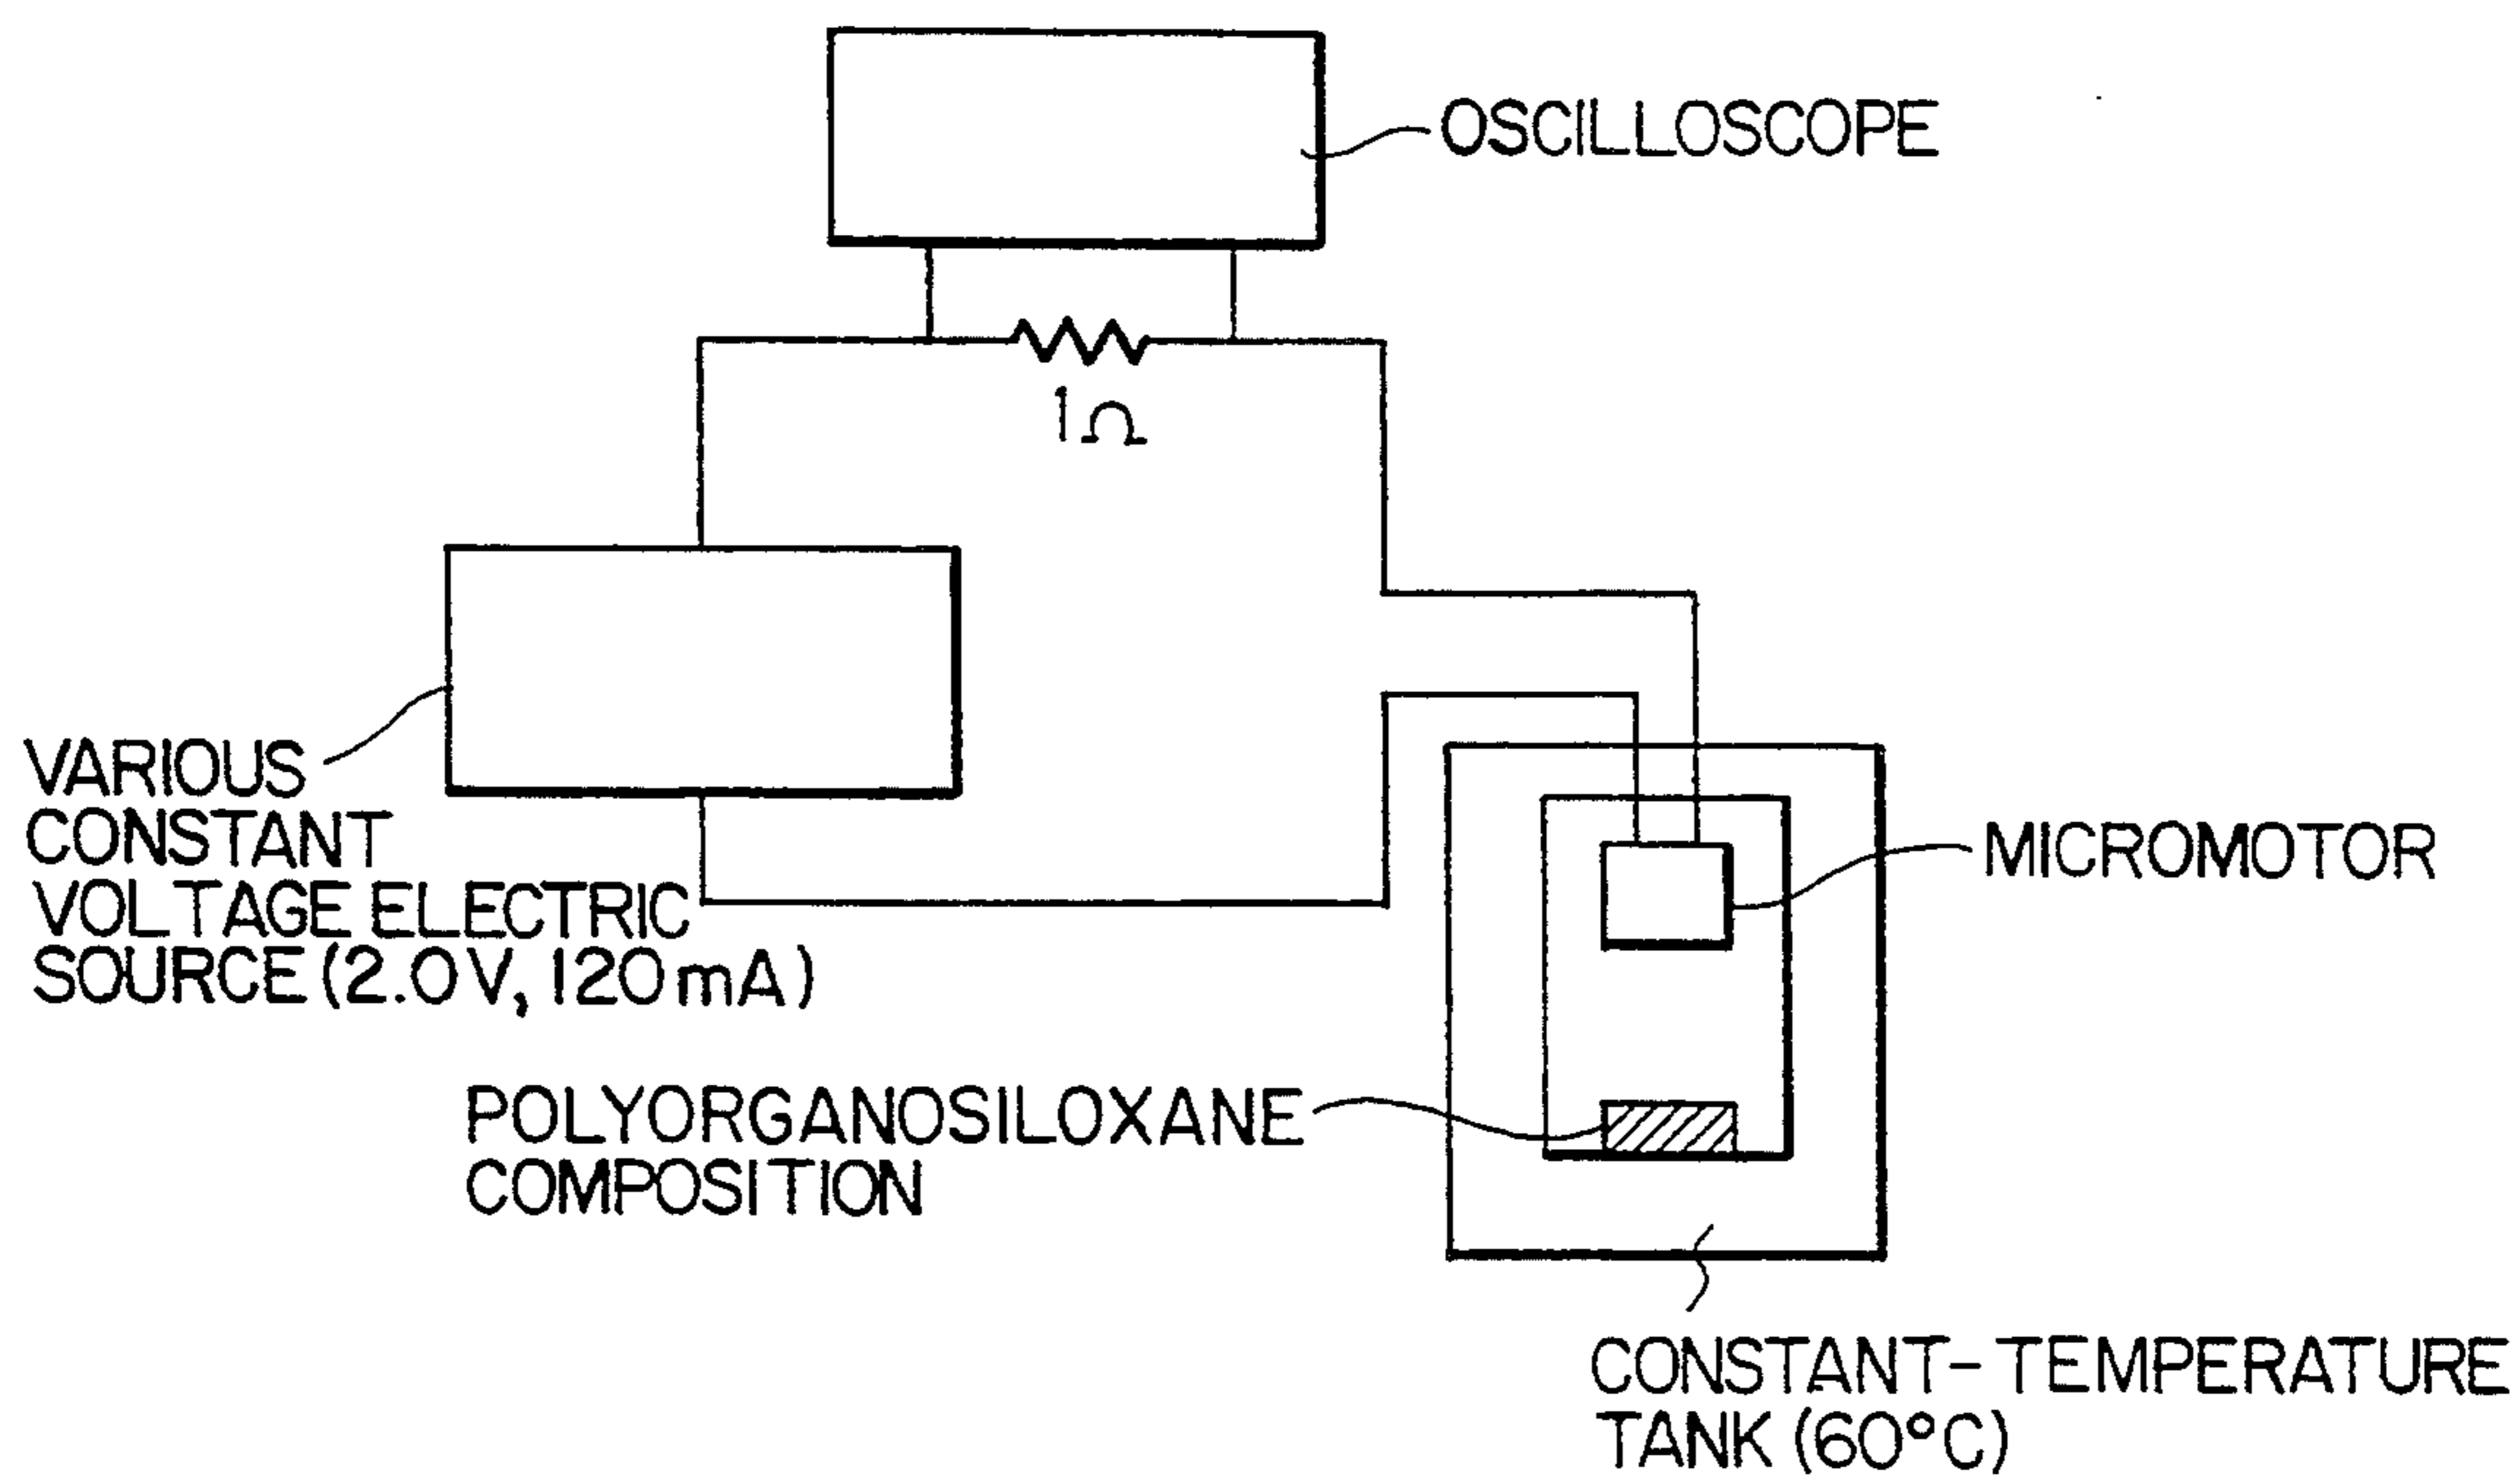 OSCILLOSCOPE
1Ω
VARIOUS
CONSTANT
VOLTAGE ELECTRIC
SOURCE (2.0V, 120mA)
MICROMOTOR
POLYORGANOSILOXANE
COMPOSITION
CONSTANT-TEMPERATURE
TANK (60°C)